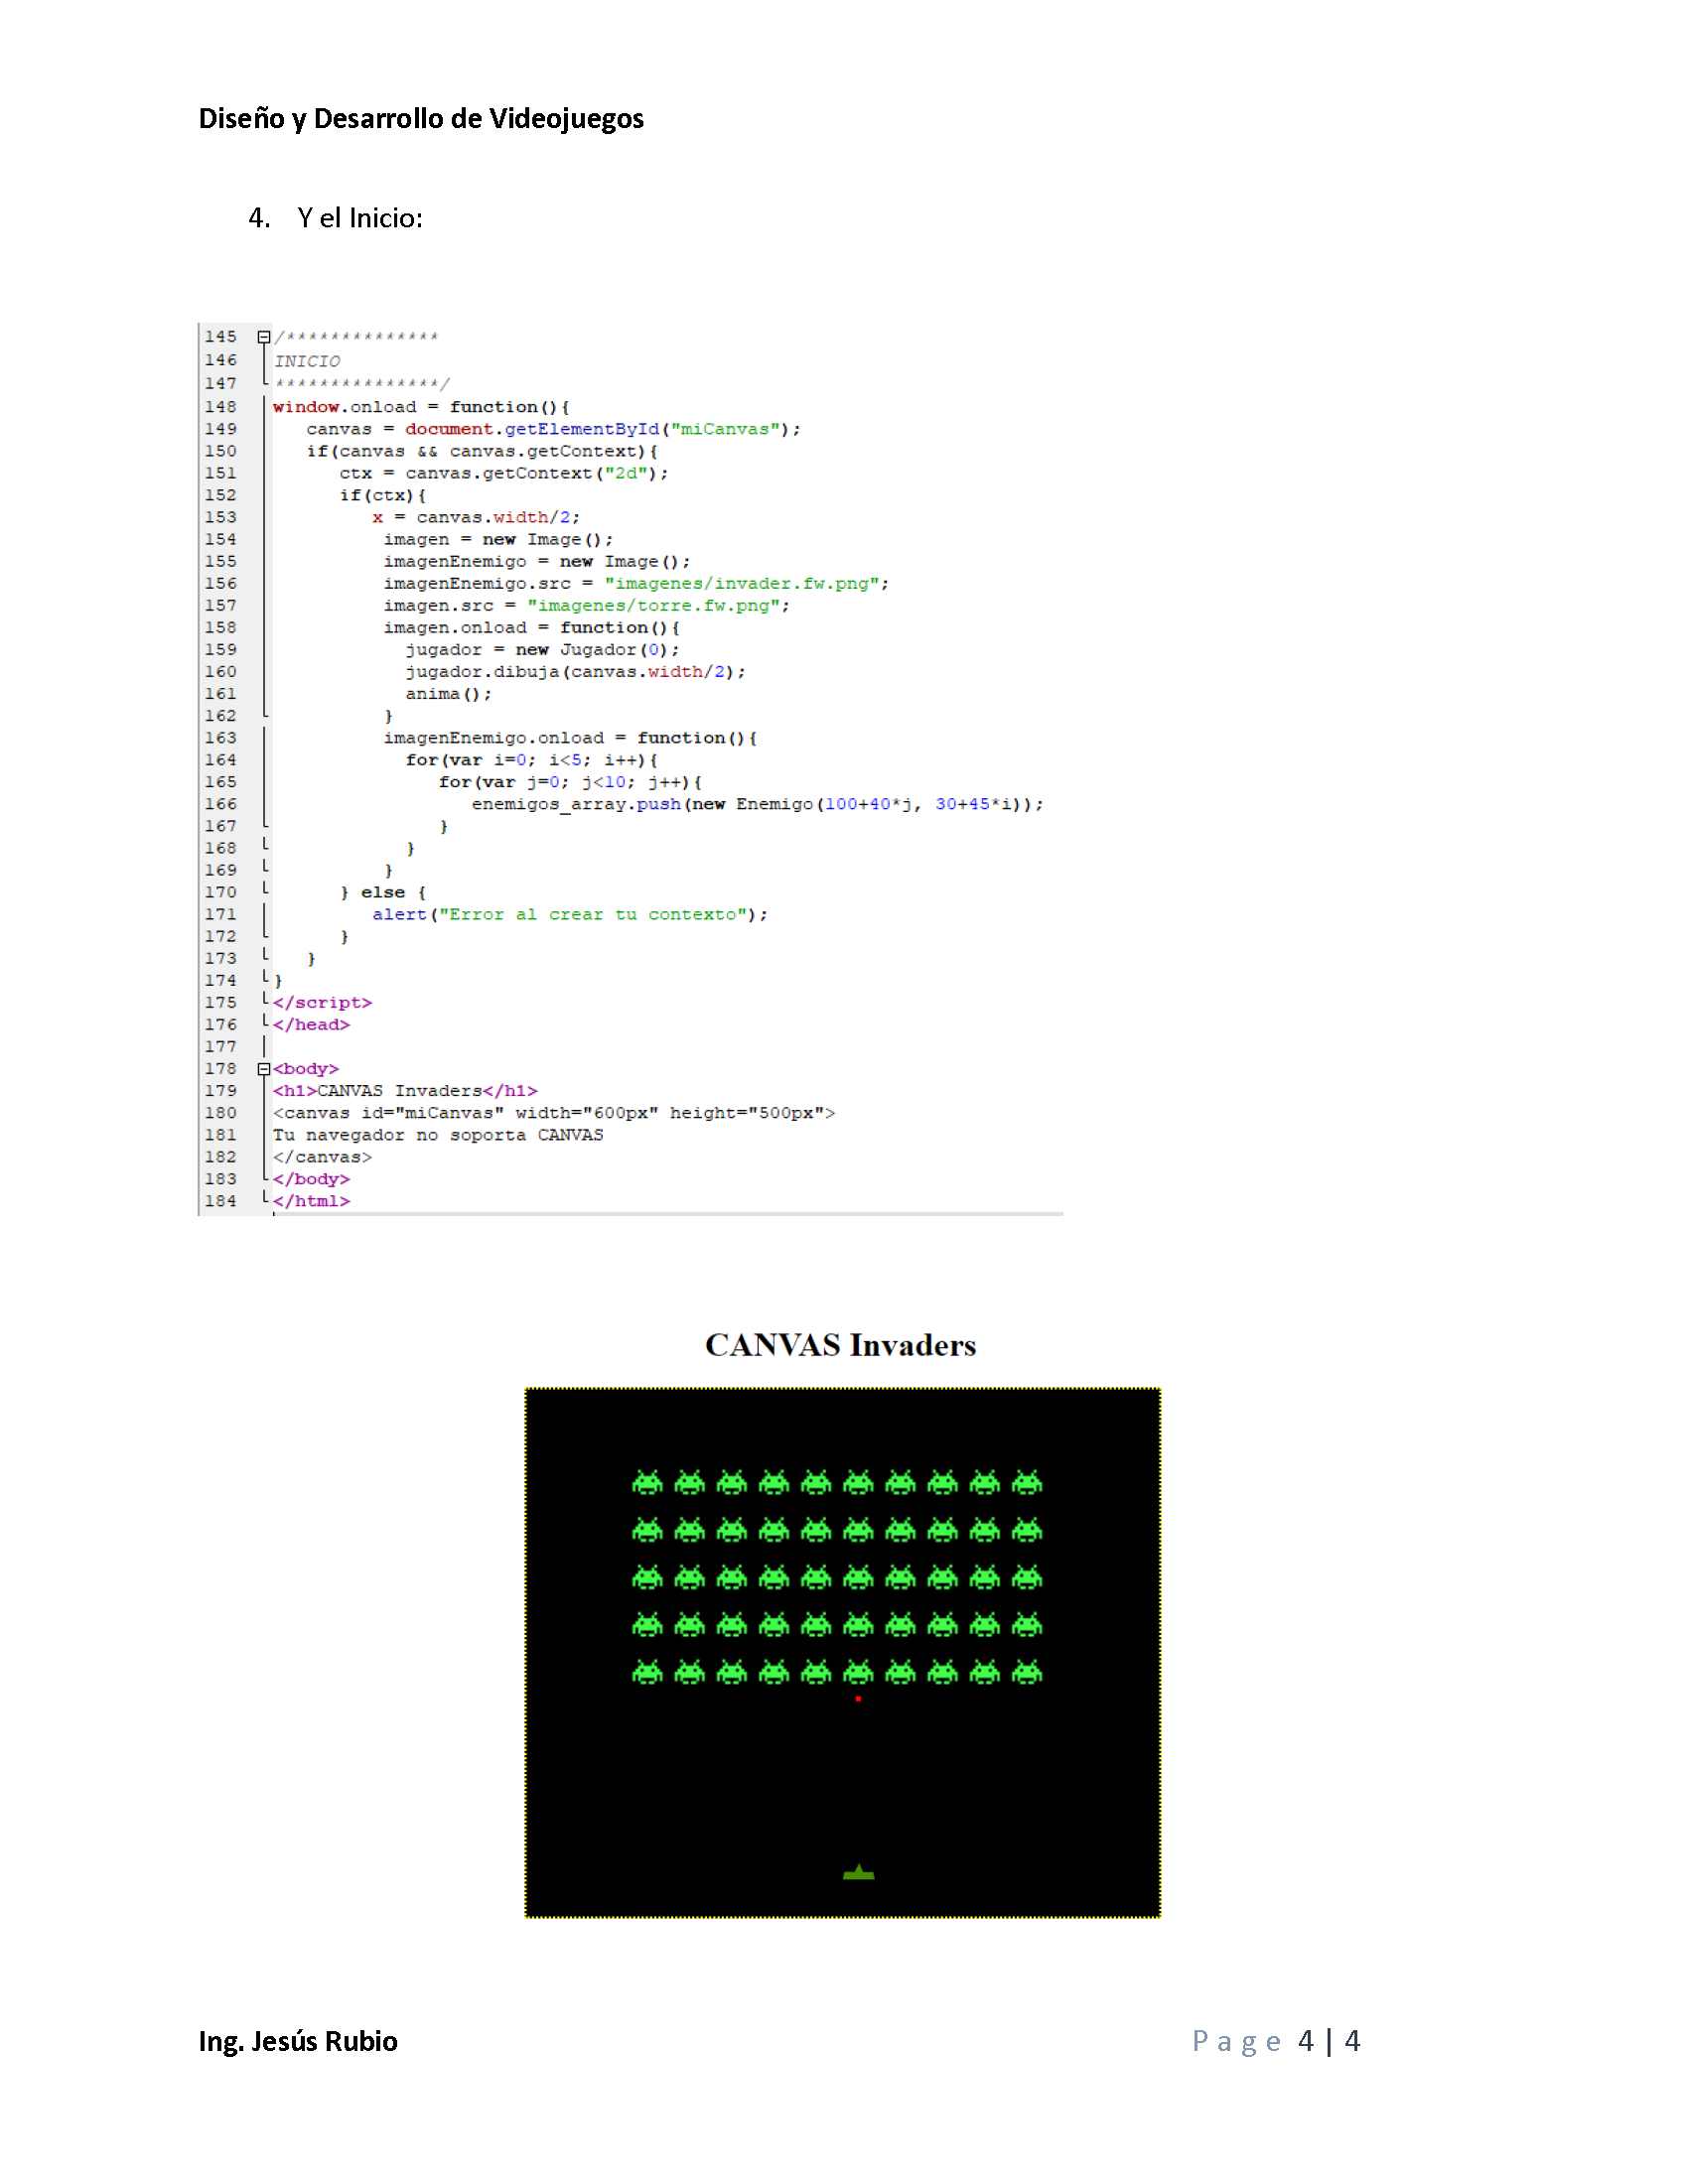 Diseño y Desarrollo de Videojuegos
4. Y el Inicio:
145 /**************
146 INICIO
147 ***************/
148 window.onload = function(){
149 canvas = document.getElementById("miCanvas");
150 if(canvas && canvas.getContext){
151 ctx = canvas.getContext("2d");
152 if(ctx){
153 x = canvas.width/2;
154 imagen = new Image();
155 imagenEnemigo = new Image();
156 imagenEnemigo.src = "imagenes/invader.fw.png";
157 imagen.src = "imagenes/torre.fw.png";
158 imagen.onload = function(){
159 jugador = new Jugador(0);
160 jugador.dibuja(canvas.width/2);
161 anima();
162 }
163 imagenEnemigo.onload = function(){
164 for(var i=0; i<5; i++){
165 for(var j=0; j<10; j++){
166 enemigos_array.push(new Enemigo(100+40*j, 30+45*i));
167 }
168 }
169 }
170 } else {
171 alert("Error al crear tu contexto");
172 }
173 }
174 }
175 </script>
176 </head>
177
178 <body>
179 <h1>CANVAS Invaders</h1>
180 <canvas id="miCanvas" width="600px" height="500px">
181 Tu navegador no soporta CANVAS
182 </canvas>
183 </body>
184 </html>
CANVAS Invaders
Ing. Jesús Rubio Page 4 | 4